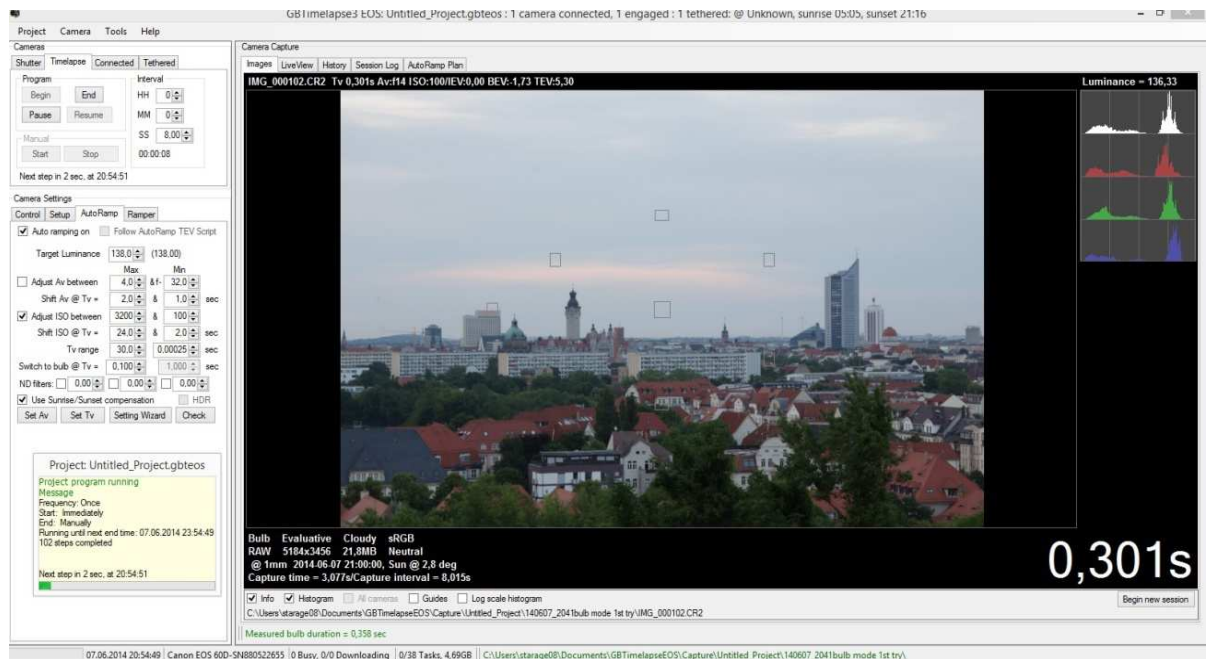 GBTimelapse3 EOS: Untitled_Project.gbteos : 1 camera connected, 1 engaged : 1 tethered: @ Unknown, sunrise 05:05, sunset 21:16
Project Camera Tools Help
Cameras
Shutter Timelapse Connected Tethered
Program Interval
Begin End HH 0
Pause Resume MM 0
Manual SS 8,00
Start Stop 00:00:08
Next step in 2 sec, at 20:54:51
Camera Settings
Control Setup AutoRamp Ramper
Auto ramping on Follow AutoRamp TEV Script
Target Luminance 138,0 (138,00)
Max Min
Adjust Av between 4,0 & f- 32,0
Shift Av @ Tv = 2,0 & 1,0 sec
Adjust ISO between 3200 & 100
Shift ISO @ Tv = 24,0 & 2,0 sec
Tv range 30,0 0,00025 sec
Switch to bulb @ Tv = 0,100 1,000 sec
ND filters: 0,00 0,00 0,00
Use Sunrise/Sunset compensation HDR
Set Av Set Tv Setting Wizard Check
Project: Untitled_Project.gbteos
Project program running
Message
Frequency: Once
Start: Immediately
End: Manually
Running until next end time: 07.06.2014 23:54:49
102 steps completed
Next step in 2 sec, at 20:54:51
Camera Capture
Images LiveView History Session Log AutoRamp Plan
IMG_000102.CR2 Tv 0,301s Av:f14 ISO:100/IEV:0,00 BEV:-1,73 TEV:5,30
Luminance = 136,33
Bulb Evaluative Cloudy sRGB
RAW 5184x3456 21,8MB Neutral
@ 1mm 2014-06-07 21:00:00, Sun @ 2,8 deg
Capture time = 3,077s/Capture interval = 8,015s
0,301s
Info Histogram All cameras Guides Log scale histogram
Begin new session
C:\Users\starage08\Documents\GBTimelapseEOS\Capture\Untitled_Project\140607_2041bulb mode 1st try\IMG_000102.CR2
Measured bulb duration = 0,358 sec
07.06.2014 20:54:49 Canon EOS 60D-SN880522655 0 Busy, 0/0 Downloading 0/38 Tasks, 4,69GB C:\Users\starage08\Documents\GBTimelapseEOS\Capture\Untitled_Project\140607_2041bulb mode 1st try\